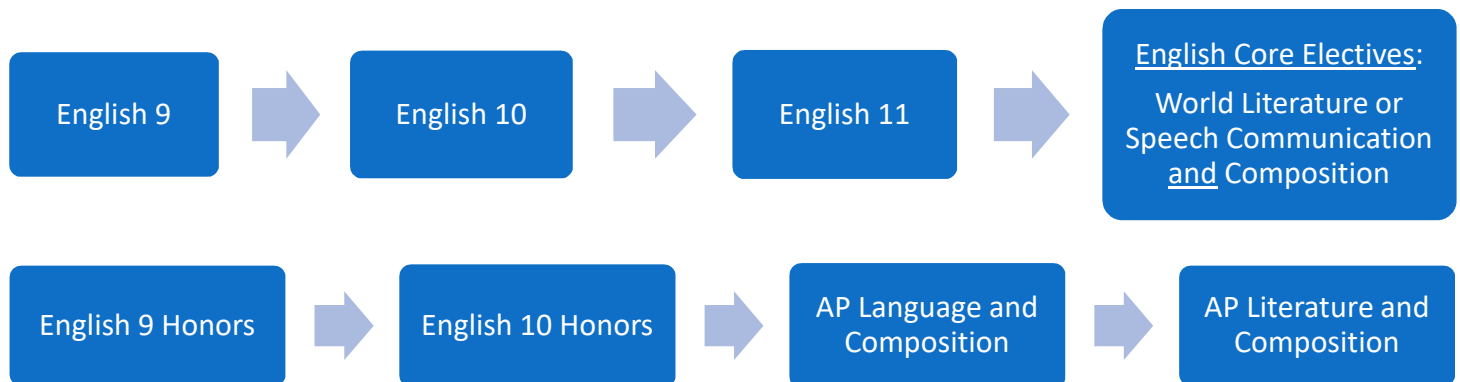 English 9
English 10
English 11
English Core Electives:
World Literature or
Speech Communication
and Composition
English 9 Honors
English 10 Honors
AP Language and
Composition
AP Literature and
Composition